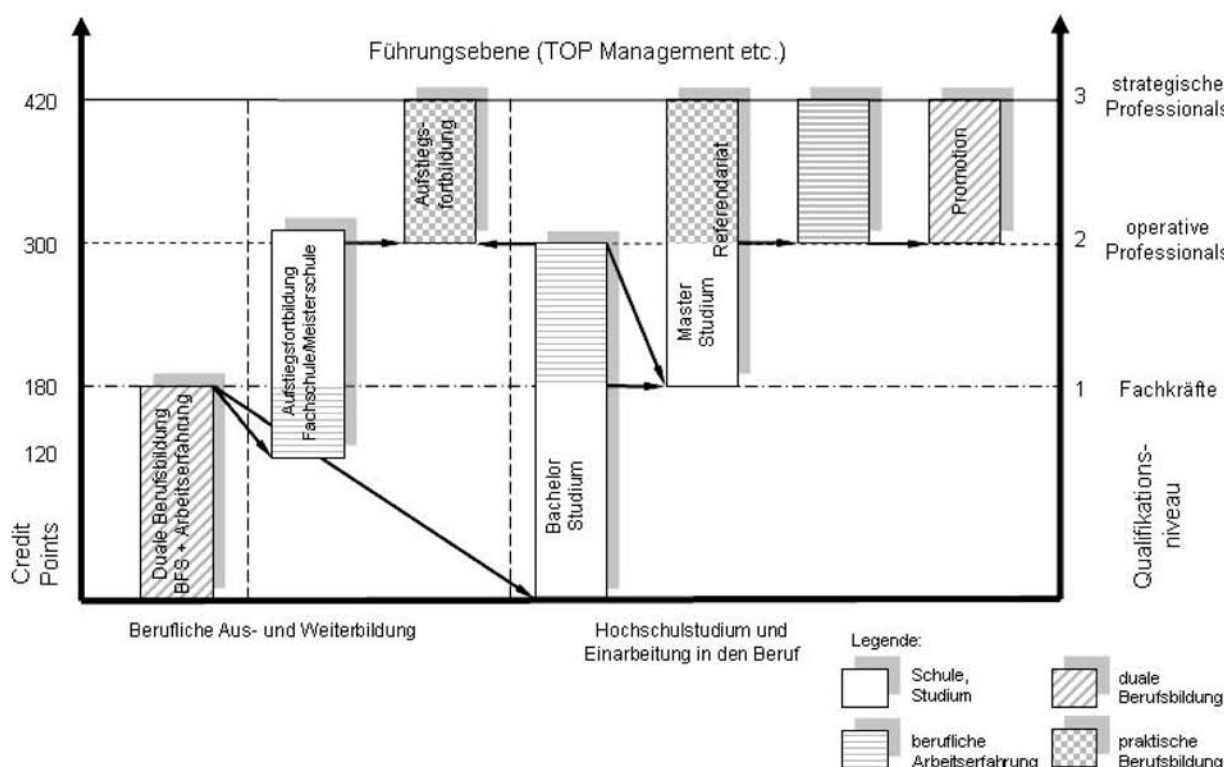 Führungsebene (TOP Management etc.)
420
300
180
120
Credit
Points
3
strategische
Professionals
2
operative
Professionals
1
Fachkräfte
Qualifikations-
niveau
Duale Berufsbildung
BFS + Arbeitserfahrung
Aufstiegsfortbildung
Fachschule/Meisterschule
Aufstiegs-
fortbildung
Bachelor
Studium
Master
Studium
Referendariat
Promotion
Berufliche Aus- und Weiterbildung
Hochschulstudium und
Einarbeitung in den Beruf
Legende:
Schule,
Studium
duale
Berufsbildung
berufliche
Arbeitserfahrung
praktische
Berufsbildung